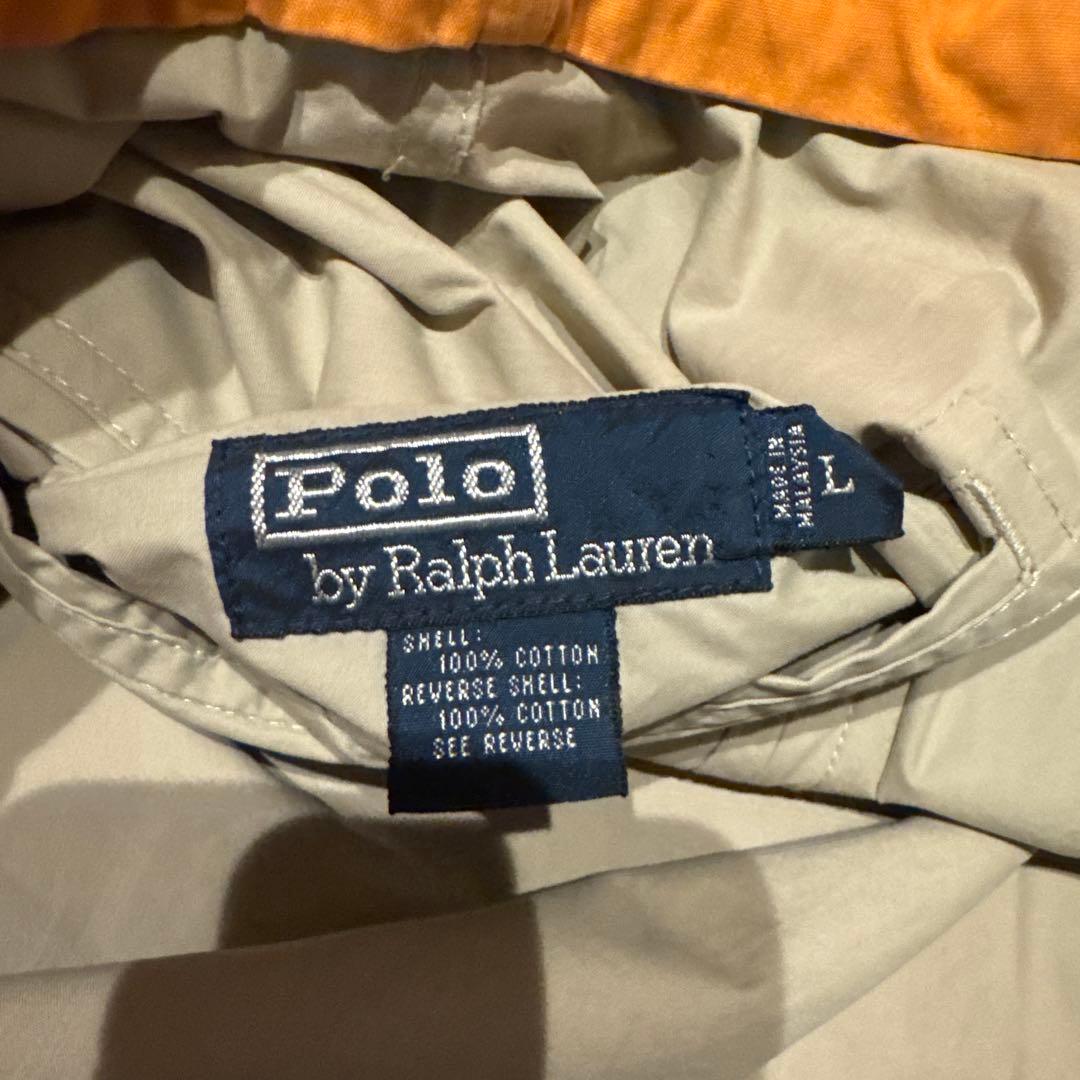 Polo
by Ralph Lauren
MADE IN
MALAYSIA
L
SHELL:
100% COTTON
REVERSE SHELL:
100% COTTON
SEE REVERSE